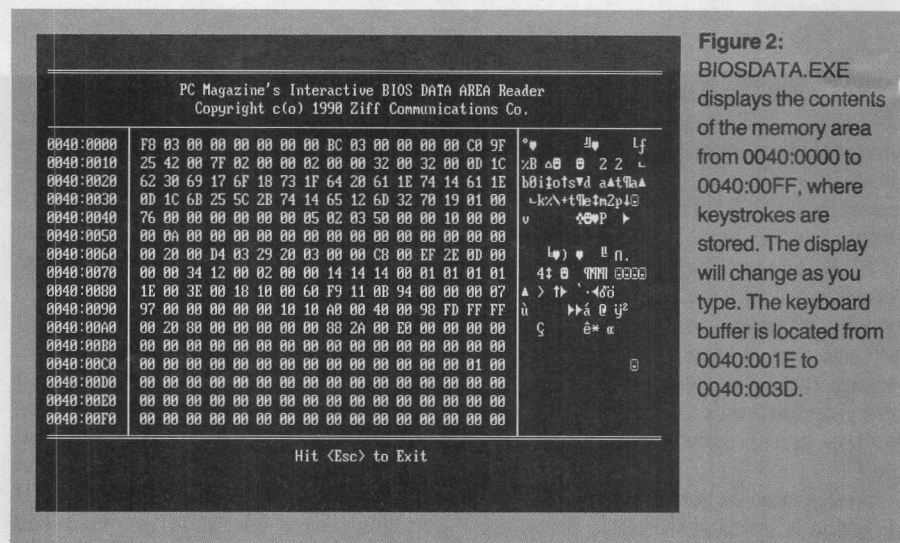 PC Magazine's Interactive BIOS DATA AREA Reader
Copyright c(o) 1990 Ziff Communications Co.
0040:0000 F8 03 00 00 00 00 00 00 BC 03 00 00 00 00 C0 9F °♥ ╝♥ └ƒ
0040:0010 25 42 00 7F 02 00 00 02 00 00 32 00 32 00 0D 1C %B ⌂☻ ☻ 2 2 ∟
0040:0020 62 30 69 17 6F 18 73 1F 64 20 61 1E 74 14 61 1E b0i↨o↑s▼d a▲t¶a▲
0040:0030 0D 1C 6B 25 5C 2B 74 14 65 12 6D 32 70 19 01 00 ∟k%\+t¶e↕m2p↓☺
0040:0040 76 00 00 00 00 00 00 05 02 03 50 00 00 10 00 00 v ♣☻♥P ►
0040:0050 00 0A 00 00 00 00 00 00 00 00 00 00 00 00 00 00
0040:0060 00 20 00 D4 03 29 20 03 00 00 C8 00 EF 2E 0D 00 ╘♥) ♥ ╚ ∩.
0040:0070 00 00 34 12 00 02 00 00 14 14 14 00 01 01 01 01 4↕ ☻ ¶¶¶ ☺☺☺☺
0040:0080 1E 00 3E 00 18 10 00 60 F9 11 0B 94 00 00 00 07 ▲ > ↑► `∙◄♂ö
0040:0090 97 00 00 00 00 00 10 10 A0 00 40 00 98 FD FF FF ù ►►á @ ÿ²
0040:00A0 00 20 80 00 00 00 00 00 00 88 2A 00 E0 00 00 00 Ç ê* α
0040:00B0 00 00 00 00 00 00 00 00 00 00 00 00 00 00 00 00
0040:00C0 00 00 00 00 00 00 00 00 00 00 00 00 00 00 01 00 ☺
0040:00D0 00 00 00 00 00 00 00 00 00 00 00 00 00 00 00 00
0040:00E0 00 00 00 00 00 00 00 00 00 00 00 00 00 00 00 00
0040:00F0 00 00 00 00 00 00 00 00 00 00 00 00 00 00 00 00
Hit <Esc> to Exit
Figure 2:
BIOSDATA.EXE
displays the contents
of the memory area
from 0040:0000 to
0040:00FF, where
keystrokes are
stored. The display
will change as you
type. The keyboard
buffer is located from
0040:001E to
0040:003D.